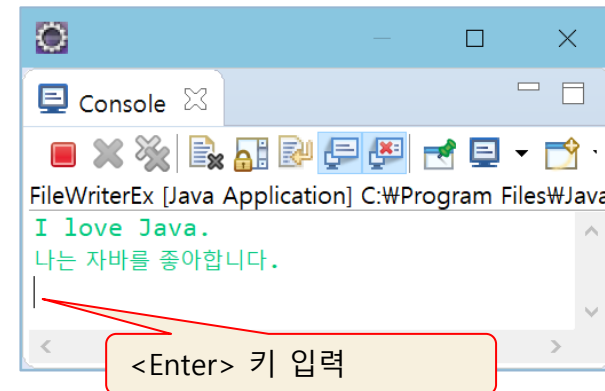 Console
FileWriterEx [Java Application] C:₩Program Files₩Java
I love Java.
나는 자바를 좋아합니다.
<Enter> 키 입력